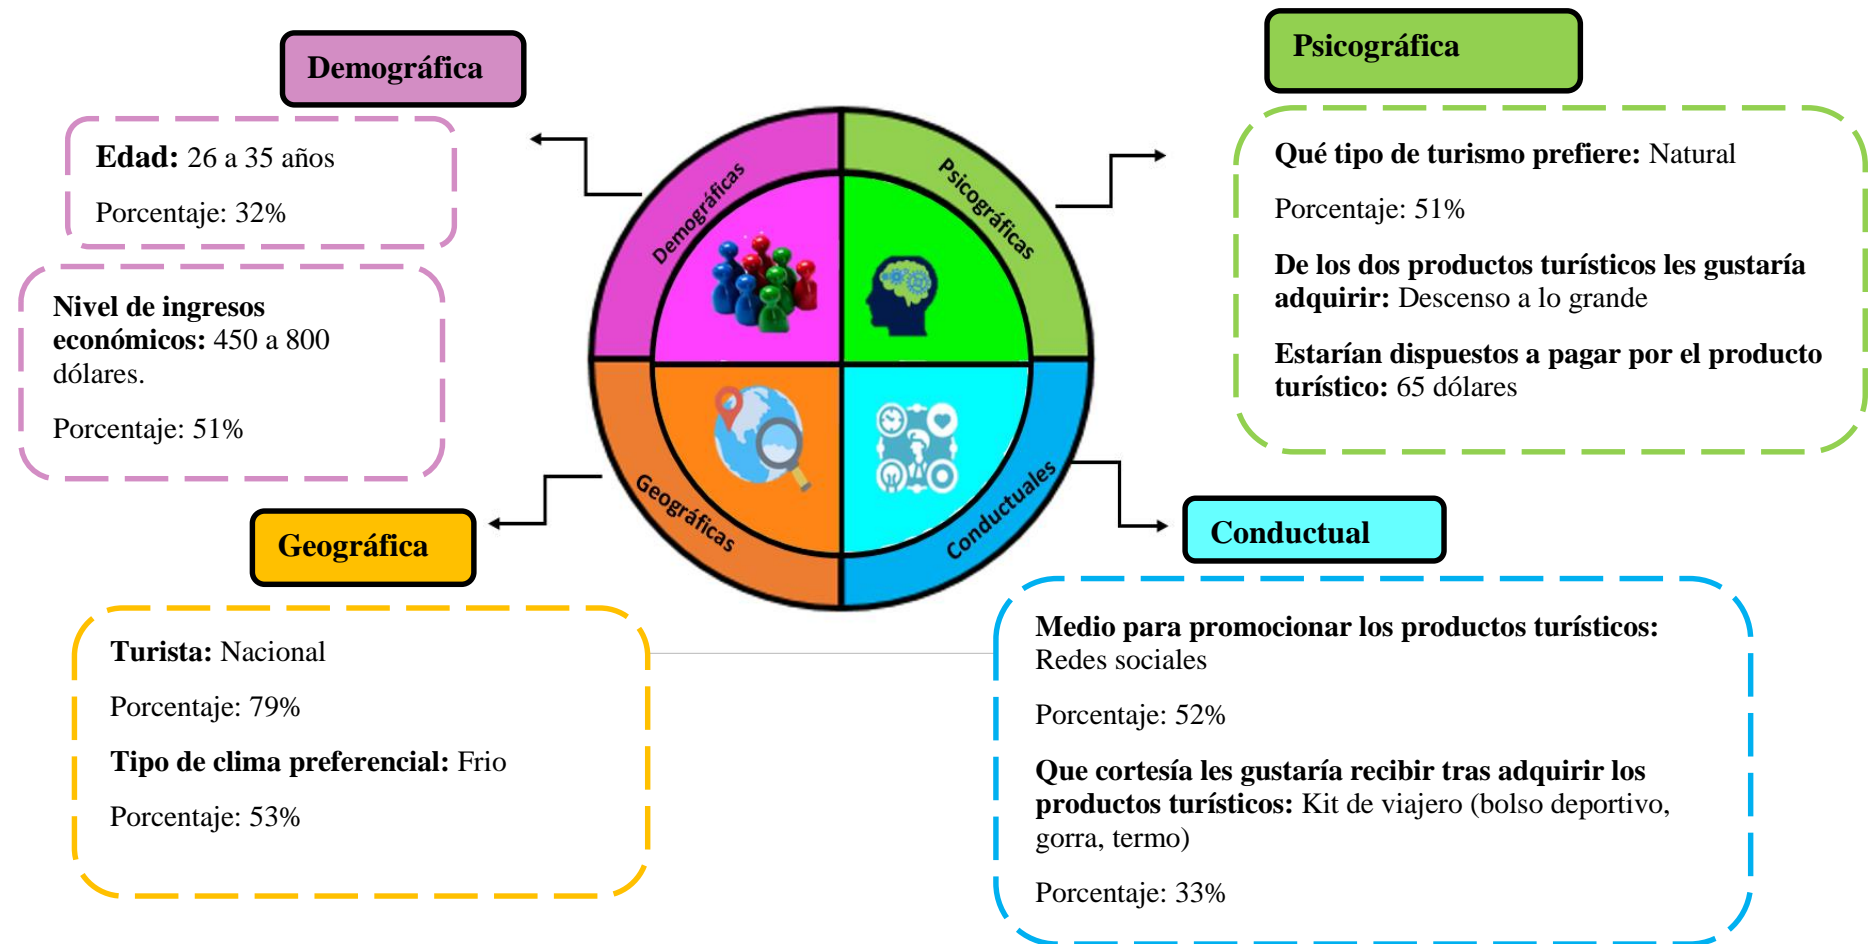 Demográfica
Edad: 26 a 35 años
Porcentaje: 32%
Nivel de ingresos
económicos: 450 a 800
dólares.
Porcentaje: 51%
Psicográfica
Qué tipo de turismo prefiere: Natural
Porcentaje: 51%
De los dos productos turísticos les gustaría
adquirir: Descenso a lo grande
Estarían dispuestos a pagar por el producto
turístico: 65 dólares
Demográficas
Psicográficas
Geográficas
Conductuales
Geográfica
Turista: Nacional
Porcentaje: 79%
Tipo de clima preferencial: Frio
Porcentaje: 53%
Conductual
Medio para promocionar los productos turísticos:
Redes sociales
Porcentaje: 52%
Que cortesía les gustaría recibir tras adquirir los
productos turísticos: Kit de viajero (bolso deportivo,
gorra, termo)
Porcentaje: 33%